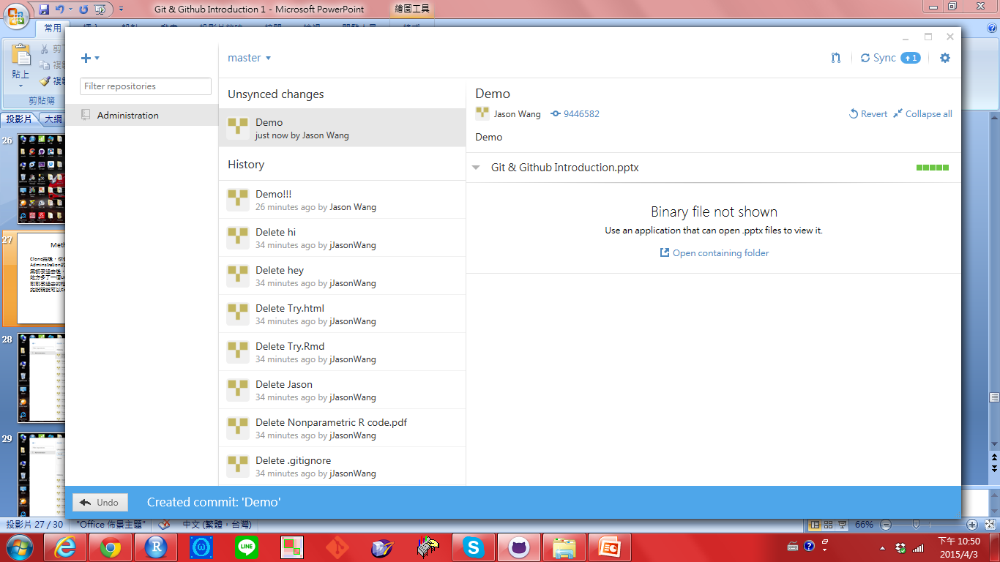 Git & Github Introduction 1 - Microsoft PowerPoint
繪圖工具
常用
貼上
剪下
複製
剪貼簿
投影片
大綱
26
27
28
29
Filter repositories
Administration
master
Sync
1
Unsynced changes
Demo
just now by Jason Wang
History
Demo!!!
26 minutes ago by Jason Wang
Delete hi
34 minutes ago by jJasonWang
Delete hey
34 minutes ago by jJasonWang
Delete Try.html
34 minutes ago by jJasonWang
Delete Try.Rmd
34 minutes ago by jJasonWang
Delete Jason
34 minutes ago by jJasonWang
Delete Nonparametric R code.pdf
34 minutes ago by jJasonWang
Delete .gitignore
34 minutes ago by jJasonWang
Demo
Jason Wang
9446582
Revert
Collapse all
Demo
Git & Github Introduction.pptx
Binary file not shown
Use an application that can open .pptx files to view it.
Open containing folder
Undo
Created commit: 'Demo'
投影片 27 / 30
"Office 佈景主題"
中文 (繁體，台灣)
66%
LINE
下午 10:50
2015/4/3